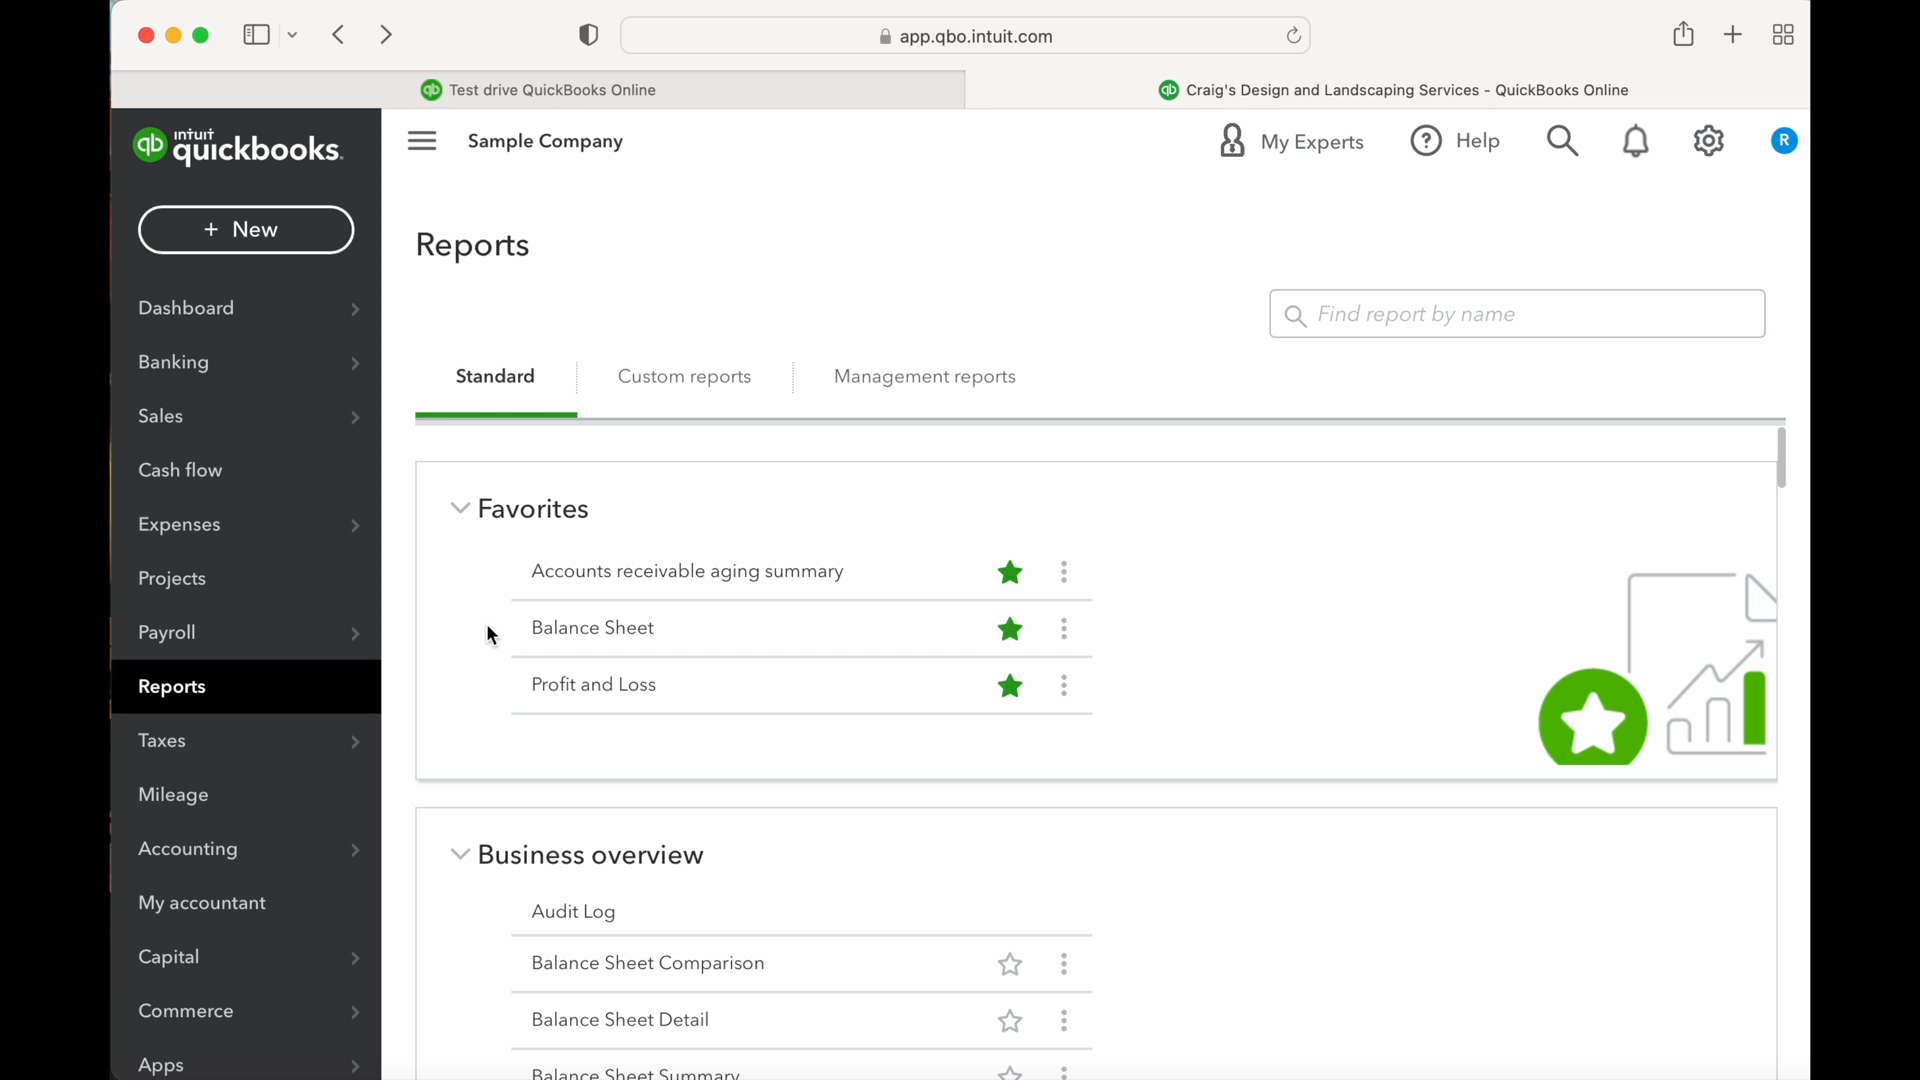 app.qbo.intuit.com
Test drive QuickBooks Online
Craig's Design and Landscaping Services - QuickBooks Online
intuit
quickbooks.
Sample Company
My Experts
Help
R
+ New
Reports
Find report by name
Dashboard
Banking
Sales
Cash flow
Expenses
Projects
Payroll
Reports
Taxes
Mileage
Accounting
My accountant
Capital
Commerce
Apps
Standard
Custom reports
Management reports
Favorites
Accounts receivable aging summary
Balance Sheet
Profit and Loss
Business overview
Audit Log
Balance Sheet Comparison
Balance Sheet Detail
Balance Sheet Summary